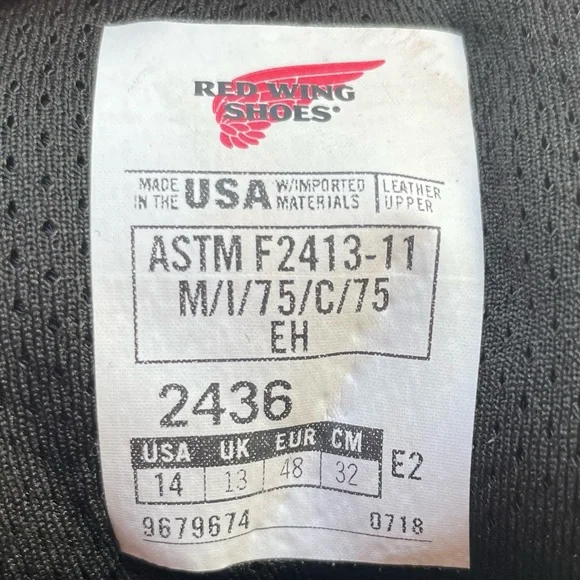 RED WING
SHOES®
MADE IN THE USA W/IMPORTED MATERIALS LEATHER UPPER
ASTM F2413-11
M/I/75/C/75
EH
2436
USA UK EUR CM
14 13 48 32 E2
9679674 0718